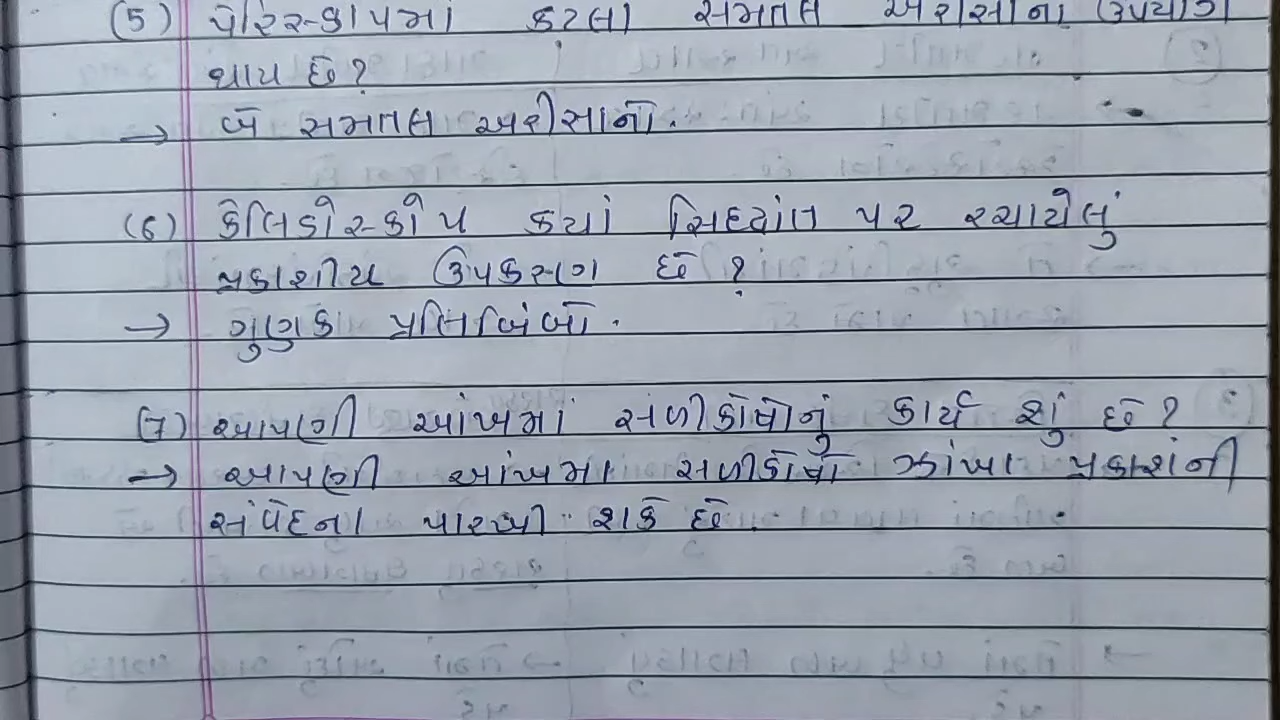 (5) પેરિસ્કોપમાં કેટલા સમતલ અરીસાના ઉપયોગ
થાય છે?
→ બે સમતલ અરીસાનો.
(6) કેલિડોસ્કોપ કયાં સિદ્ધાંત પર રચાયેલું
પ્રકાશીય ઉપકરણ છે ?
→ ગુણક પ્રતિબિંબો.
(7) આપણી આંખમાં સળીકોષોનું કાર્ય શું છે ?
→ આપણી આંખમા સળીકોષો ઝાંખા પ્રકાશની
સંવેદના પારખી શકે છે.